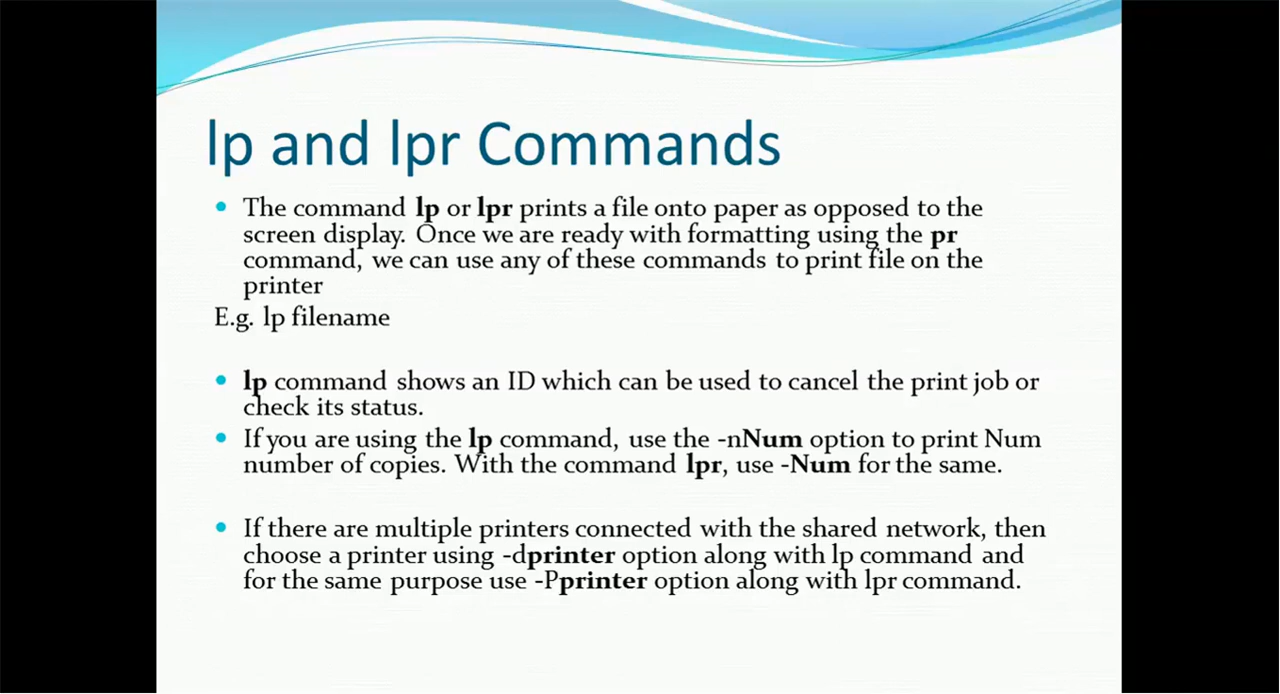 lp and lpr Commands
The command lp or lpr prints a file onto paper as opposed to the
screen display. Once we are ready with formatting using the pr
command, we can use any of these commands to print file on the
printer
E.g. lp filename
lp command shows an ID which can be used to cancel the print job or
check its status.
If you are using the lp command, use the -nNum option to print Num
number of copies. With the command lpr, use -Num for the same.
If there are multiple printers connected with the shared network, then
choose a printer using -dprinter option along with lp command and
for the same purpose use -Pprinter option along with lpr command.